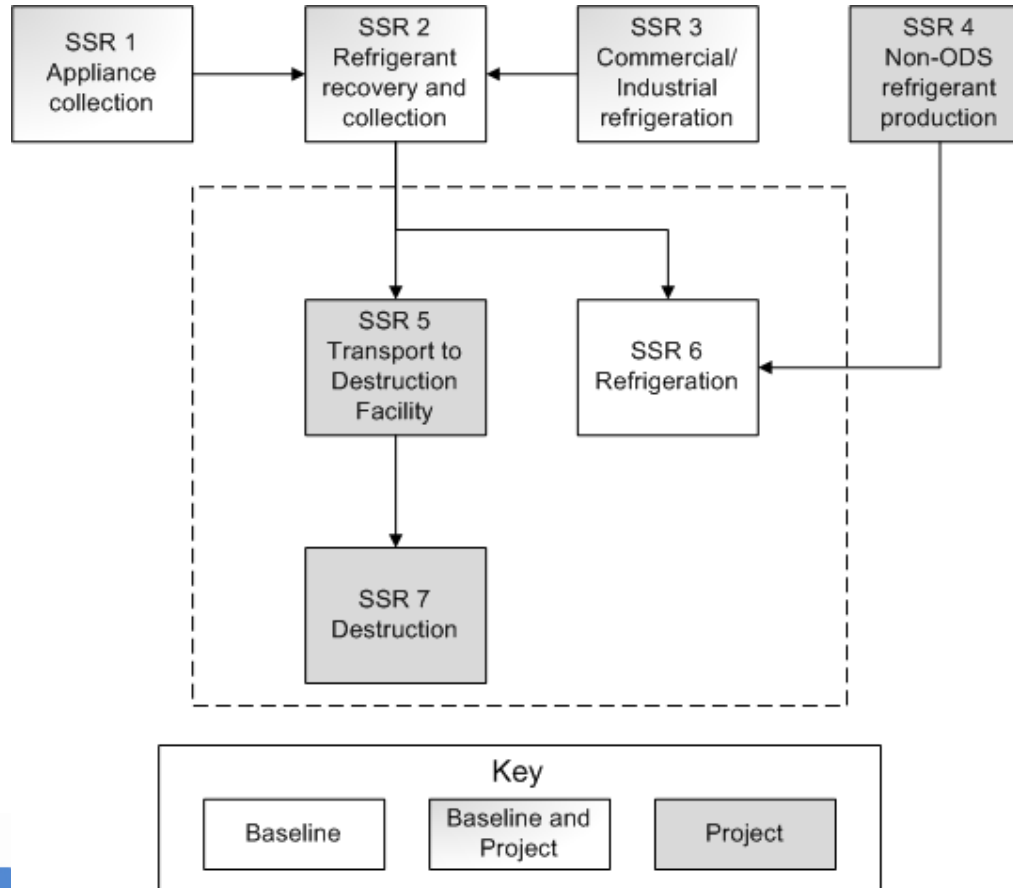 SSR 1
Appliance
collection
SSR 2
Refrigerant
recovery and
collection
SSR 3
Commercial/
Industrial
refrigeration
SSR 4
Non-ODS
refrigerant
production
SSR 5
Transport to
Destruction
Facility
SSR 6
Refrigeration
SSR 7
Destruction
Key
Baseline
Baseline and
Project
Project